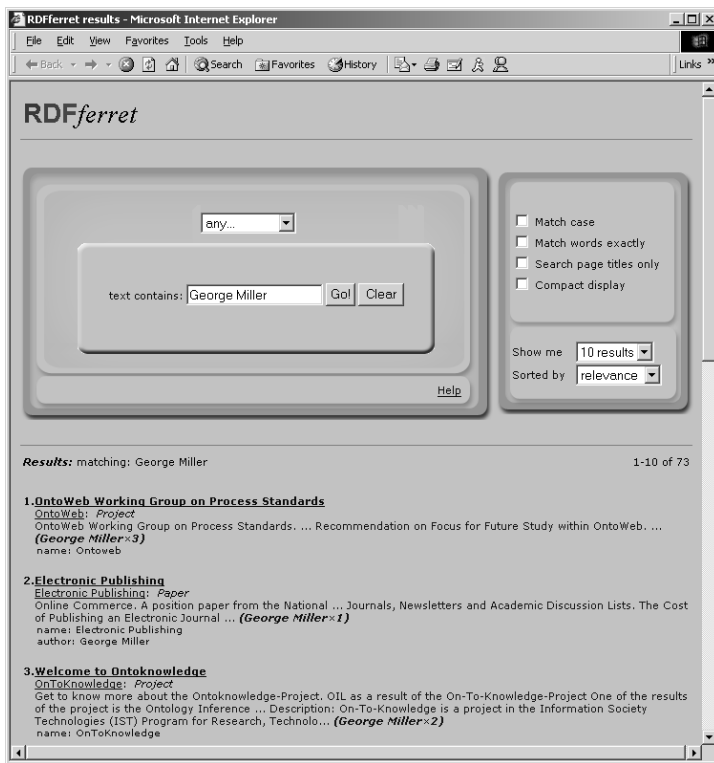 RDFferret results - Microsoft Internet Explorer
File Edit View Favorites Tools Help
Back Search Favorites History Links »
RDFferret
any...
text contains: George Miller Go! Clear
Help
Match case
Match words exactly
Search page titles only
Compact display
Show me 10 results
Sorted by relevance
Results: matching: George Miller 1-10 of 73
1.OntoWeb Working Group on Process Standards
OntoWeb: Project
OntoWeb Working Group on Process Standards. ... Recommendation on Focus for Future Study within OntoWeb. ...
(George Miller×3)
name: Ontoweb
2.Electronic Publishing
Electronic Publishing: Paper
Online Commerce. A position paper from the National ... Journals, Newsletters and Academic Discussion Lists. The Cost
of Publishing an Electronic Journal ... (George Miller×1)
name: Electronic Publishing
author: George Miller
3.Welcome to Ontoknowledge
OnToKnowledge: Project
Get to know more about the Ontoknowledge-Project. OIL as a result of the On-To-Knowledge-Project One of the results
of the project is the Ontology Inference ... Description: On-To-Knowledge is a project in the Information Society
Technologies (IST) Program for Research, Technolo... (George Miller×2)
name: OnToKnowledge